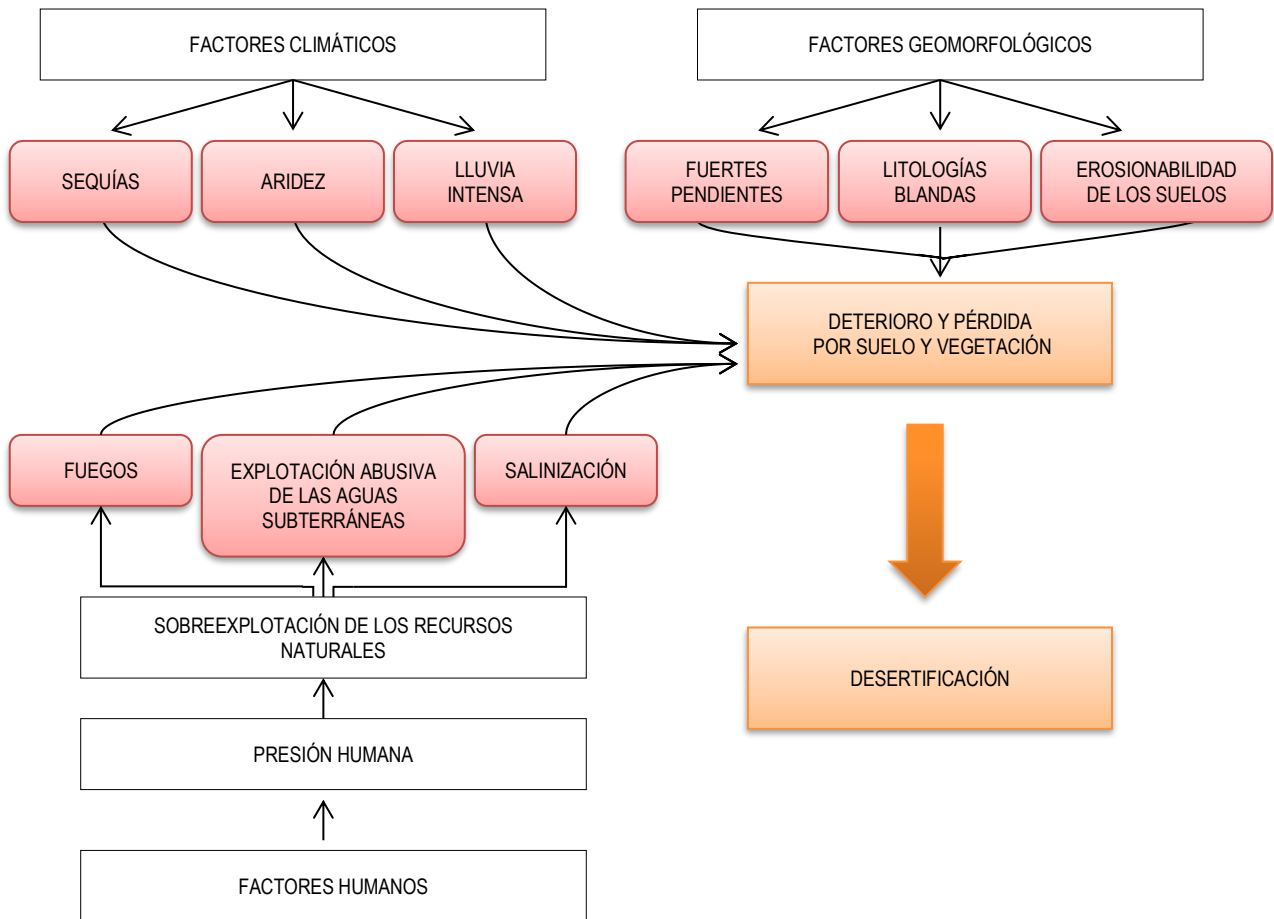 FACTORES CLIMÁTICOS
FACTORES GEOMORFOLÓGICOS
SEQUÍAS
ARIDEZ
LLUVIA
INTENSA
FUERTES
PENDIENTES
LITOLOGÍAS
BLANDAS
EROSIONABILIDAD
DE LOS SUELOS
DETERIORO Y PÉRDIDA
POR SUELO Y VEGETACIÓN
FUEGOS
EXPLOTACIÓN ABUSIVA
DE LAS AGUAS
SUBTERRÁNEAS
SALINIZACIÓN
SOBREEXPLOTACIÓN DE LOS RECURSOS
NATURALES
DESERTIFICACIÓN
PRESIÓN HUMANA
FACTORES HUMANOS